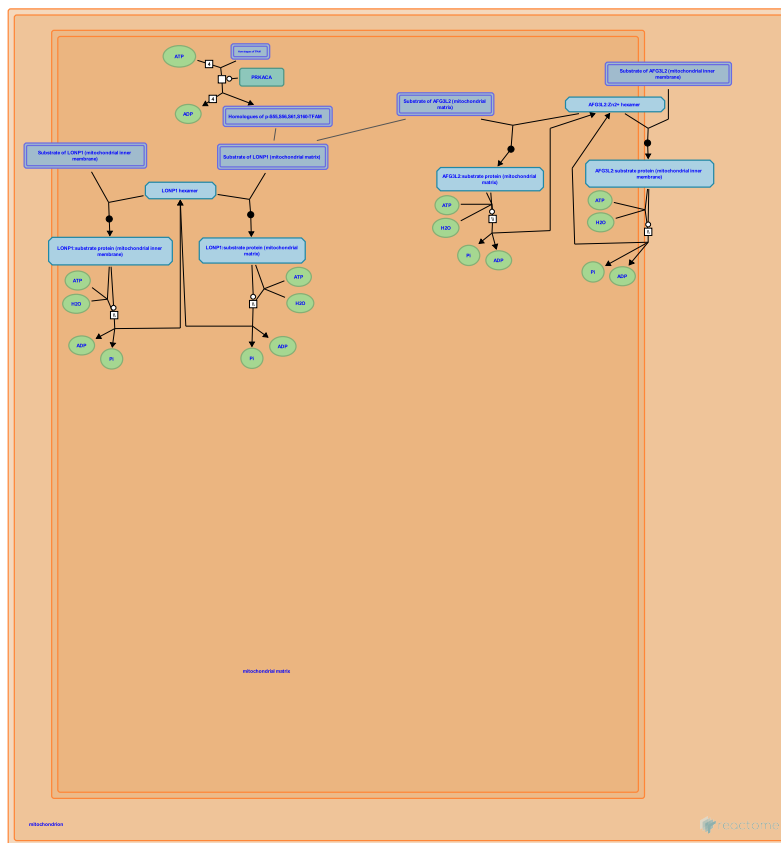 ATP
4
PRKACA
4
ADP
Homologues of p-S55,S56,S61,S160-TFAM
Substrate of AFG3L2 (mitochondrial
matrix)
Substrate of AFG3L2 (mitochondrial inner
membrane)
AFG3L2:Zn2+ hexamer
Substrate of LONP1 (mitochondrial inner
membrane)
Substrate of LONP1 (mitochondrial matrix)
LONP1 hexamer
AFG3L2:substrate protein (mitochondrial
matrix)
AFG3L2:substrate protein (mitochondrial inner
membrane)
ATP
H2O
Pi
ADP
ATP
H2O
Pi
ADP
LONP1:substrate protein (mitochondrial inner
membrane)
LONP1:substrate protein (mitochondrial
matrix)
ATP
H2O
ADP
Pi
ATP
H2O
Pi
ADP
mitochondrial matrix
mitochondrion
reactome